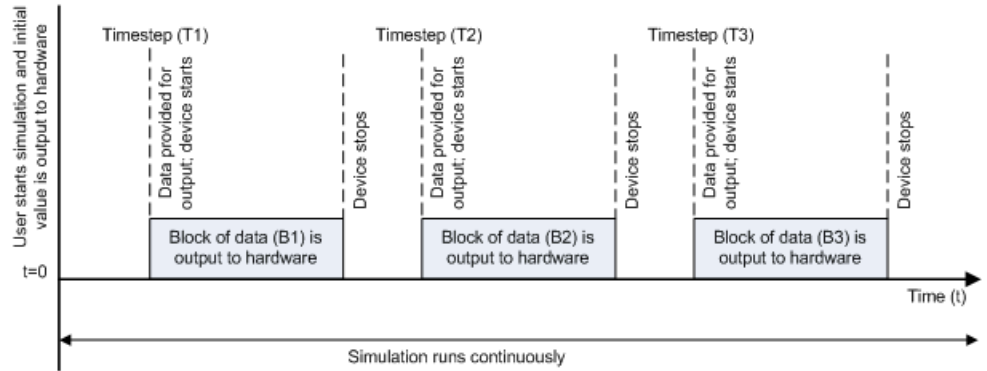 User starts simulation and initial
value is output to hardware
t=0
Timestep (T1)
Data provided for
output; device starts
Device stops
Block of data (B1) is
output to hardware
Timestep (T2)
Data provided for
output; device starts
Device stops
Block of data (B2) is
output to hardware
Timestep (T3)
Data provided for
output; device starts
Device stops
Block of data (B3) is
output to hardware
Time (t)
Simulation runs continuously